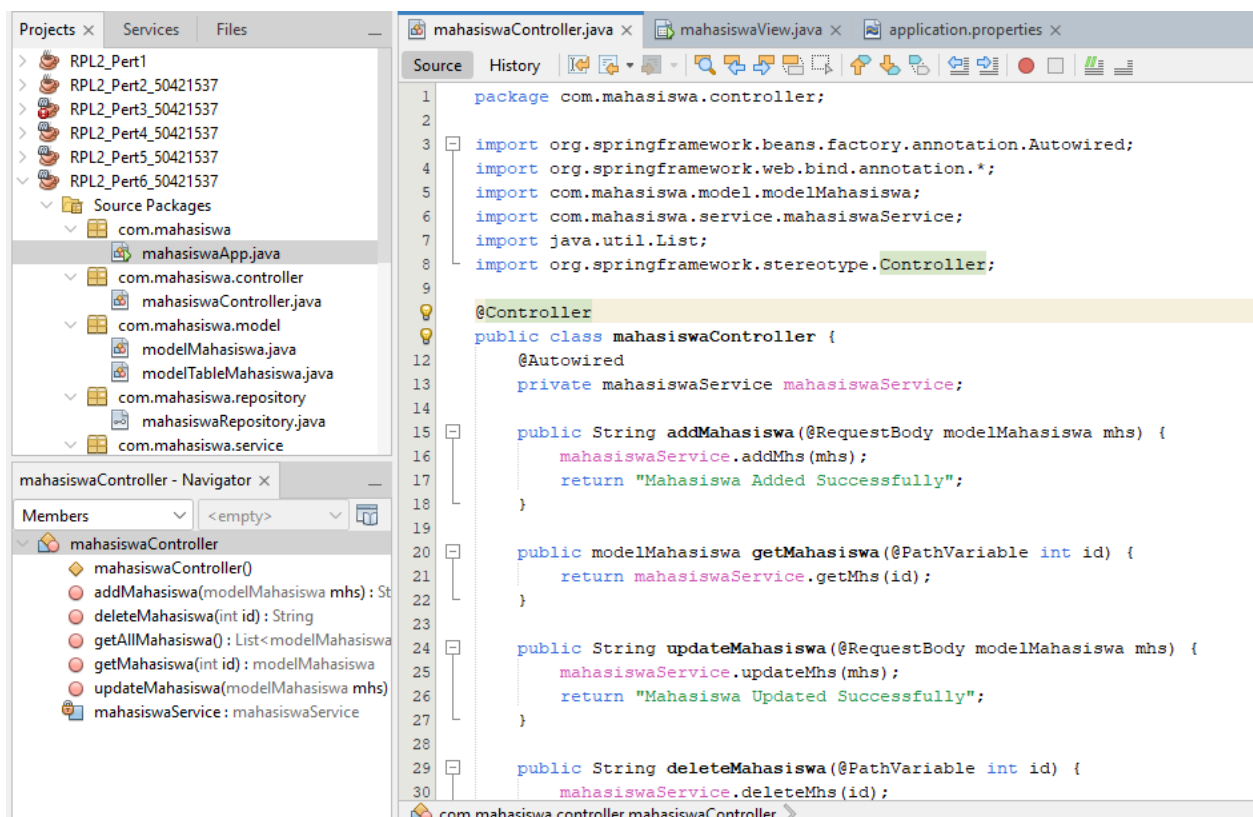 Projects
Services
Files
RPL2_Pert1
RPL2_Pert2_50421537
RPL2_Pert3_50421537
RPL2_Pert4_50421537
RPL2_Pert5_50421537
RPL2_Pert6_50421537
Source Packages
com.mahasiswa
mahasiswaApp.java
com.mahasiswa.controller
mahasiswaController.java
com.mahasiswa.model
modelMahasiswa.java
modelTableMahasiswa.java
com.mahasiswa.repository
mahasiswaRepository.java
com.mahasiswa.service
mahasiswaController - Navigator
Members
<empty>
mahasiswaController
mahasiswaController()
addMahasiswa(modelMahasiswa mhs) : St
deleteMahasiswa(int id) : String
getAllMahasiswa() : List<modelMahasiswa
getMahasiswa(int id) : modelMahasiswa
updateMahasiswa(modelMahasiswa mhs)
mahasiswaService : mahasiswaService
mahasiswaController.java
mahasiswaView.java
application.properties
Source
History
1 package com.mahasiswa.controller;
2
3 import org.springframework.beans.factory.annotation.Autowired;
4 import org.springframework.web.bind.annotation.*;
5 import com.mahasiswa.model.modelMahasiswa;
6 import com.mahasiswa.service.mahasiswaService;
7 import java.util.List;
8 import org.springframework.stereotype.Controller;
9
@Controller
public class mahasiswaController {
12 @Autowired
13 private mahasiswaService mahasiswaService;
14
15 public String addMahasiswa(@RequestBody modelMahasiswa mhs) {
16 mahasiswaService.addMhs(mhs);
17 return "Mahasiswa Added Successfully";
18 }
19
20 public modelMahasiswa getMahasiswa(@PathVariable int id) {
21 return mahasiswaService.getMhs(id);
22 }
23
24 public String updateMahasiswa(@RequestBody modelMahasiswa mhs) {
25 mahasiswaService.updateMhs(mhs);
26 return "Mahasiswa Updated Successfully";
27 }
28
29 public String deleteMahasiswa(@PathVariable int id) {
30 mahasiswaService.deleteMhs(id);
com.mahasiswa.controller.mahasiswaController